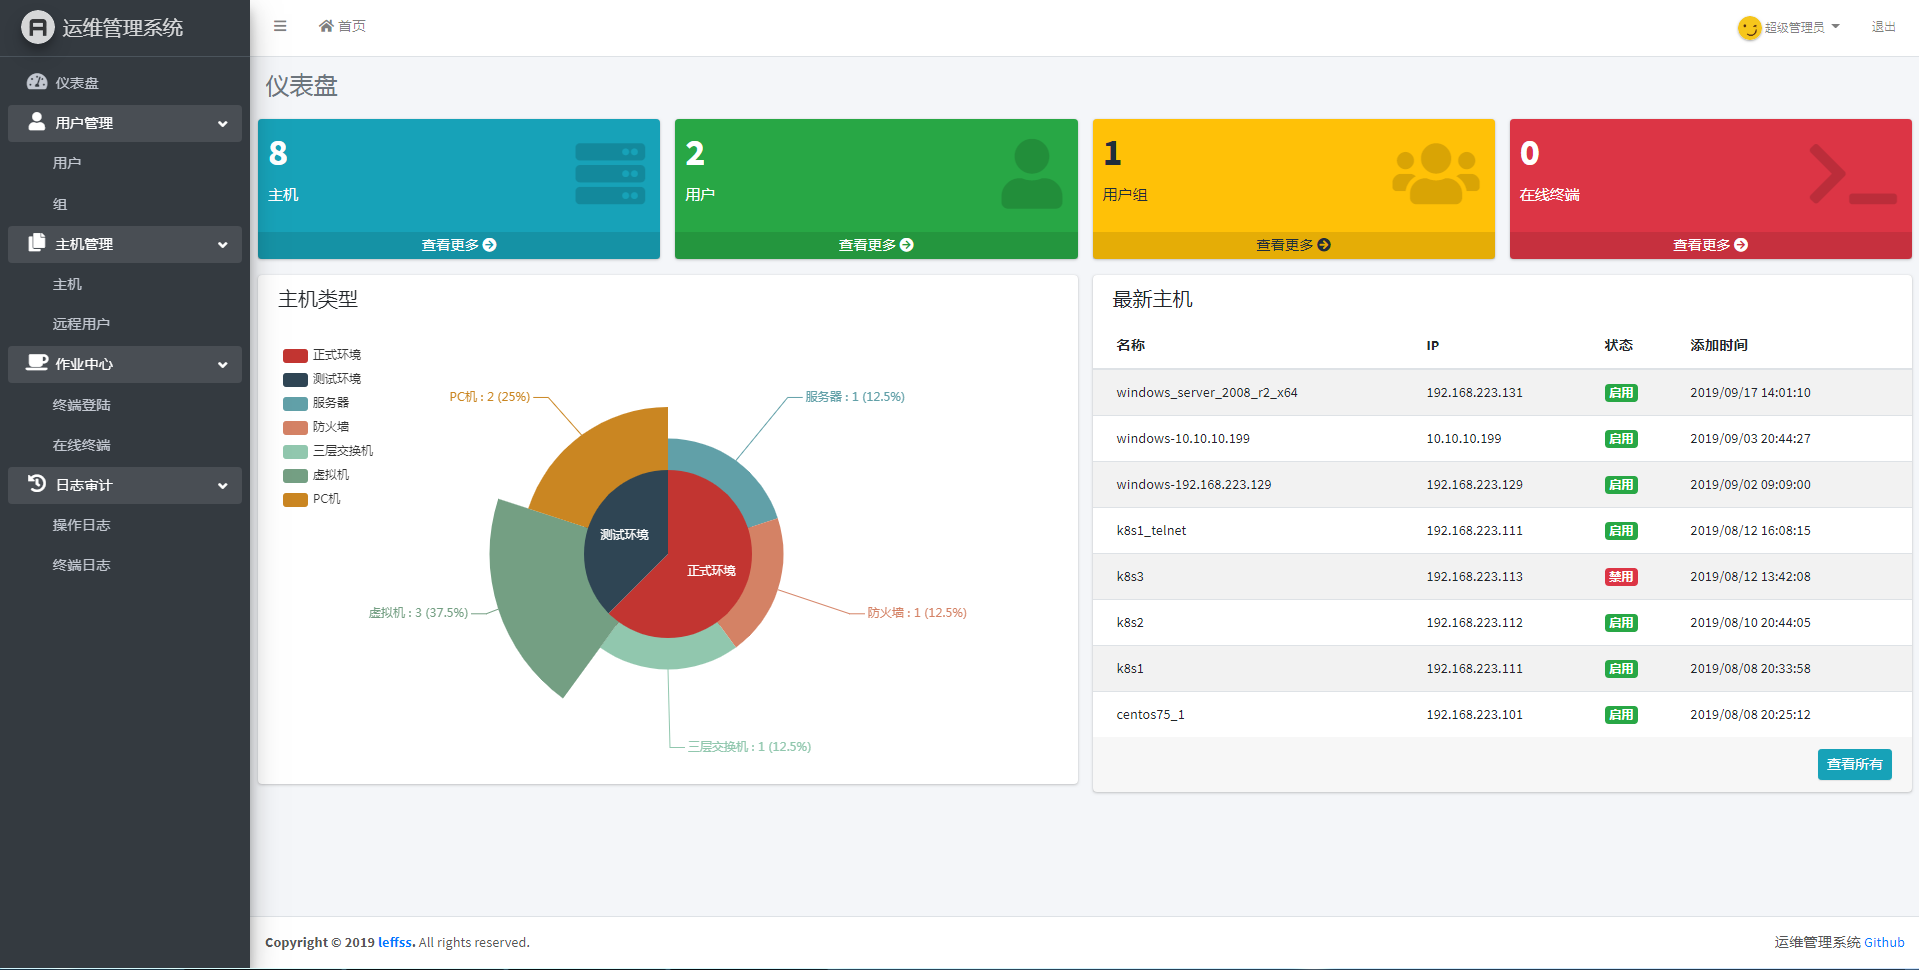 运维管理系统
首页
超级管理员
退出
仪表盘
用户管理
用户
组
主机管理
主机
远程用户
作业中心
终端登陆
在线终端
日志审计
操作日志
终端日志
仪表盘
8
主机
查看更多
2
用户
查看更多
1
用户组
查看更多
0
在线终端
查看更多
主机类型
正式环境
测试环境
服务器
防火墙
三层交换机
虚拟机
PC机
PC机 : 2 (25%)
服务器 : 1 (12.5%)
测试环境
正式环境
虚拟机 : 3 (37.5%)
防火墙 : 1 (12.5%)
三层交换机 : 1 (12.5%)
最新主机
名称 IP 状态 添加时间
windows_server_2008_r2_x64 192.168.223.131 启用 2019/09/17 14:01:10
windows-10.10.10.199 10.10.10.199 启用 2019/09/03 20:44:27
windows-192.168.223.129 192.168.223.129 启用 2019/09/02 09:09:00
k8s1_telnet 192.168.223.111 启用 2019/08/12 16:08:15
k8s3 192.168.223.113 禁用 2019/08/12 13:42:08
k8s2 192.168.223.112 启用 2019/08/10 20:44:05
k8s1 192.168.223.111 启用 2019/08/08 20:33:58
centos75_1 192.168.223.101 启用 2019/08/08 20:25:12
查看所有
Copyright © 2019 leffss. All rights reserved.
运维管理系统 Github